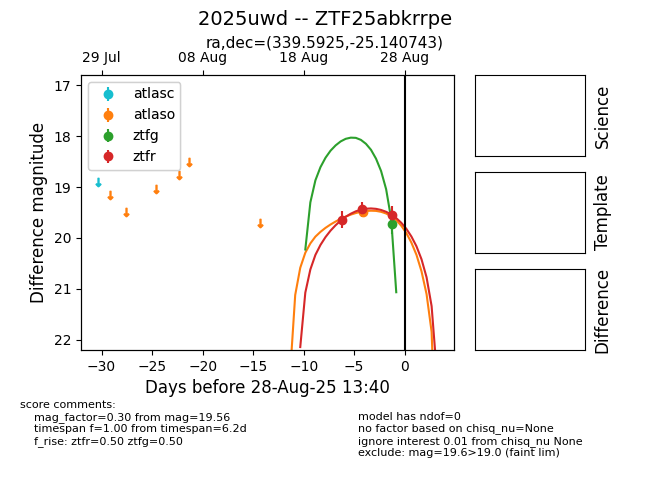 2025uwd -- ZTF25abkrrpe
ra,dec=(339.5925,-25.140743)
29 Jul 08 Aug 18 Aug 28 Aug
atlasc
atlaso
ztfg
ztfr
17
18
19
20
21
22
Difference magnitude
−30 −25 −20 −15 −10 −5 0
Days before 28-Aug-25 13:40
Science
Template
Difference
score comments:
mag_factor=0.30 from mag=19.56
timespan f=1.00 from timespan=6.2d
f_rise: ztfr=0.50 ztfg=0.50
model has ndof=0
no factor based on chisq_nu=None
ignore interest 0.01 from chisq_nu None
exclude: mag=19.6>19.0 (faint lim)